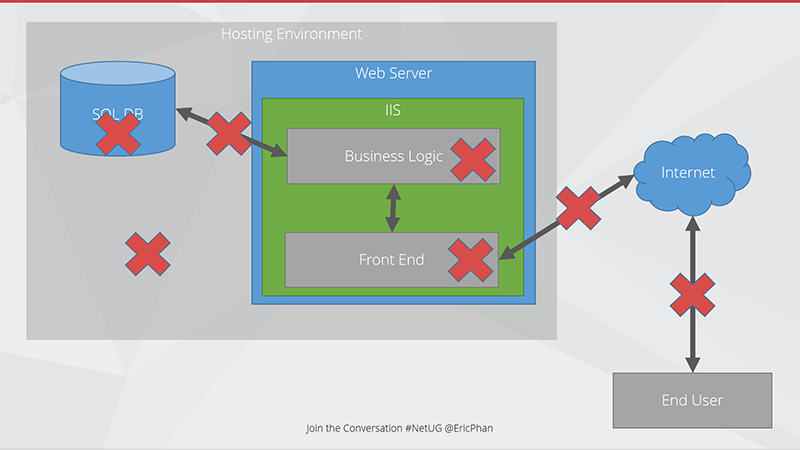 Hosting Environment
Web Server
SQL DB
IIS
Business Logic
Internet
Front End
End User
Join the Conversation #NetUG @EricPhan